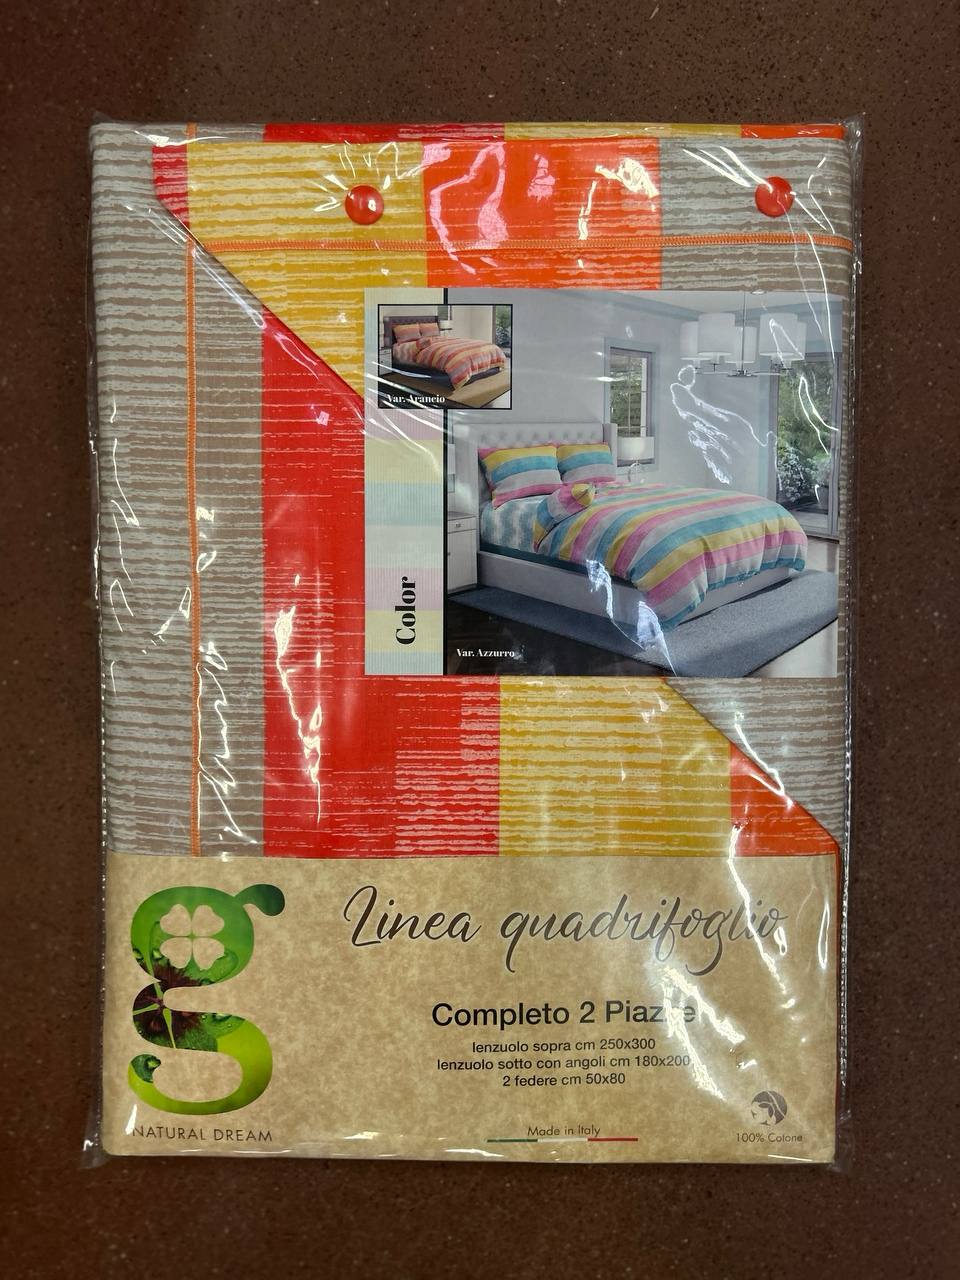 Var. Arancio
Color
Var. Azzurro
Linea quadrifoglio
Completo 2 Piazze
lenzuolo sopra cm 250x300
lenzuolo sotto con angoli cm 180x200
2 federe cm 50x80
g
NATURAL DREAM
Made in Italy
100% Cotone